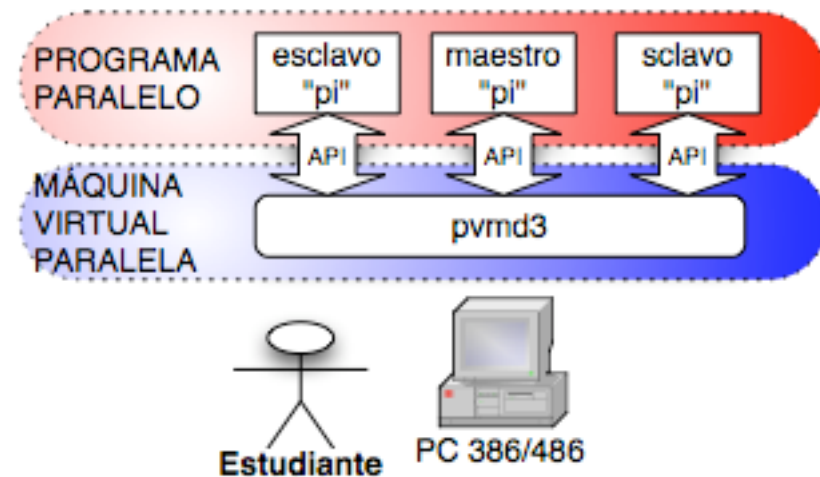 PROGRAMA
PARALELO
esclavo
"pi"
maestro
"pi"
sclavo
"pi"
API
API
API
MÁQUINA
VIRTUAL
PARALELA
pvmd3
Estudiante
PC 386/486